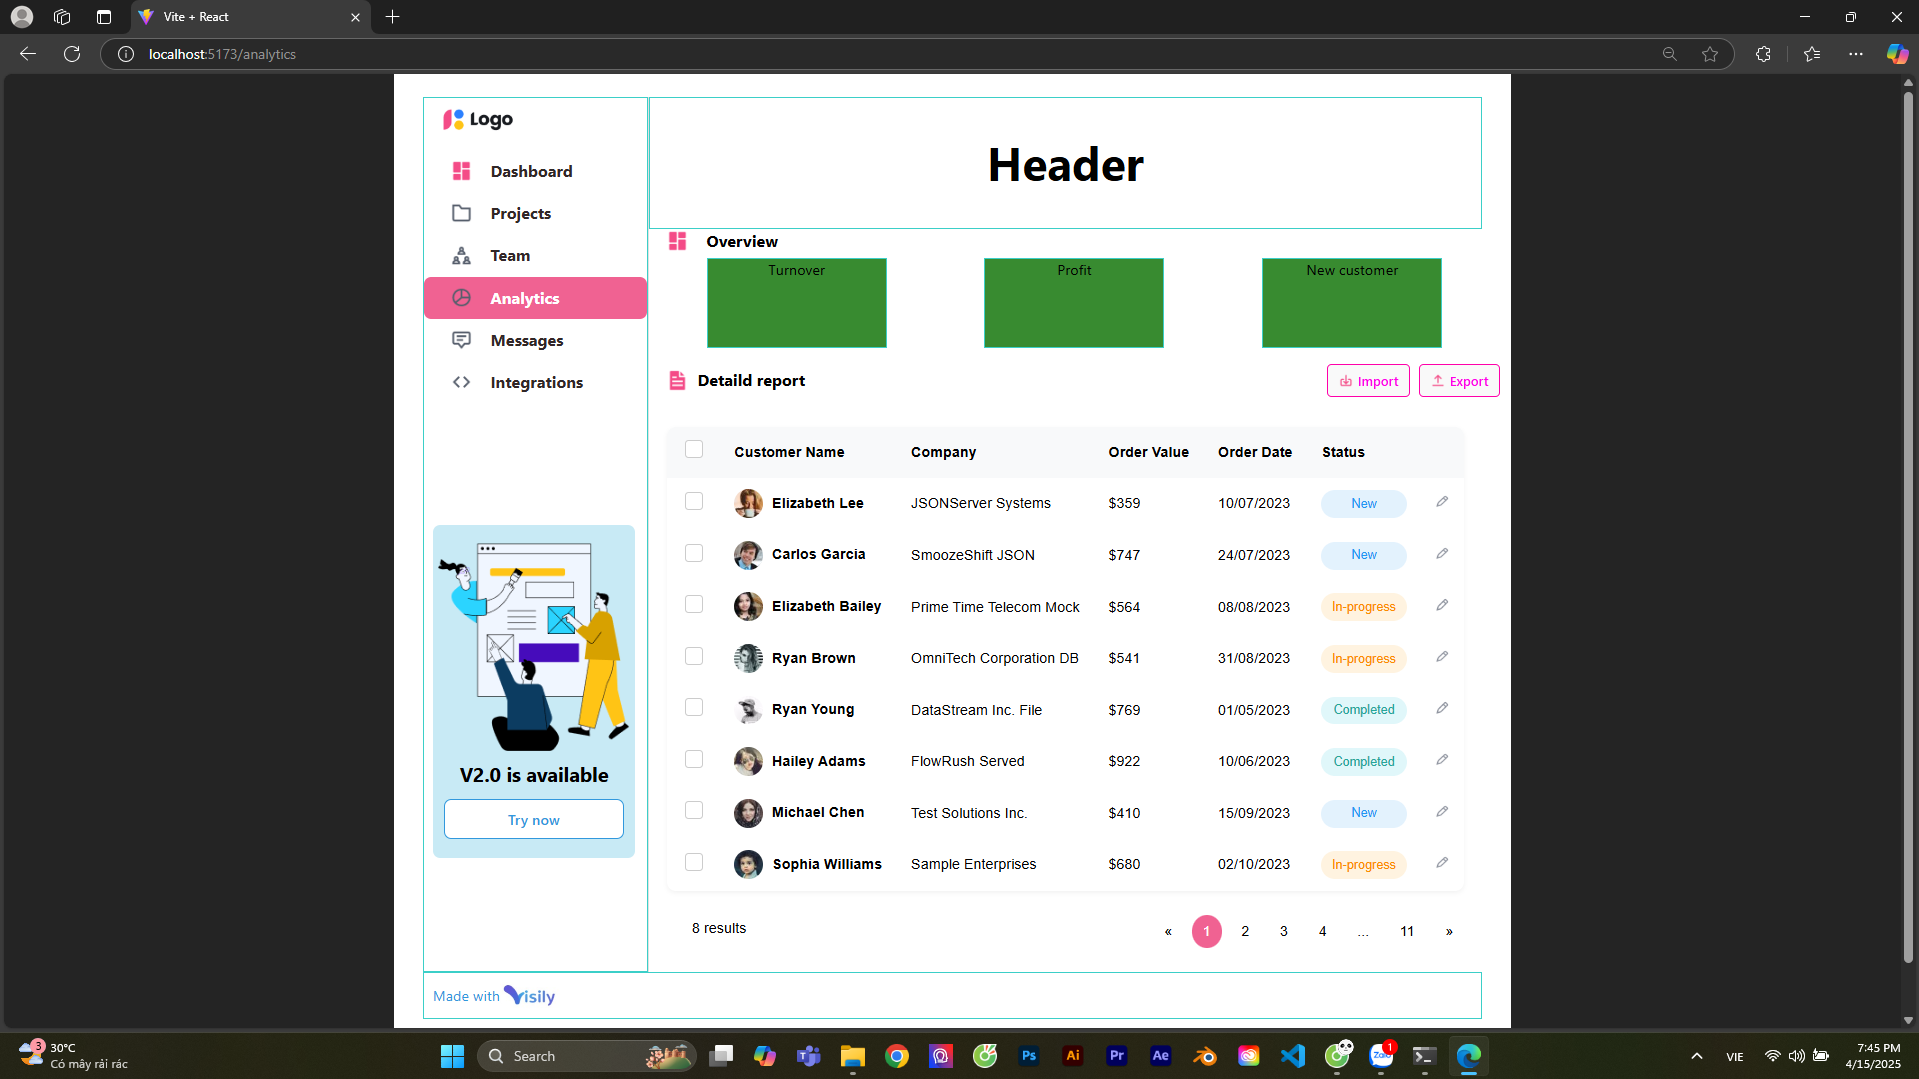 Vite + React
localhost:5173/analytics
Logo
Dashboard
Projects
Team
Analytics
Messages
Integrations
V2.0 is available
Try now
Header
Overview
Turnover
Profit
New customer
Detaild report
Import
Export
Customer Name Company Order Value Order Date Status
Elizabeth Lee JSONServer Systems $359 10/07/2023 New
Carlos Garcia SmoozeShift JSON $747 24/07/2023 New
Elizabeth Bailey Prime Time Telecom Mock $564 08/08/2023 In-progress
Ryan Brown OmniTech Corporation DB $541 31/08/2023 In-progress
Ryan Young DataStream Inc. File $769 01/05/2023 Completed
Hailey Adams FlowRush Served $922 10/06/2023 Completed
Michael Chen Test Solutions Inc. $410 15/09/2023 New
Sophia Williams Sample Enterprises $680 02/10/2023 In-progress
8 results
« 1 2 3 4 ... 11 »
Made with Visily
3
30°C
Có mây rải rác
Search
Ps
Ai
Pr
Ae
Zalo
1
VIE
7:45 PM
4/15/2025